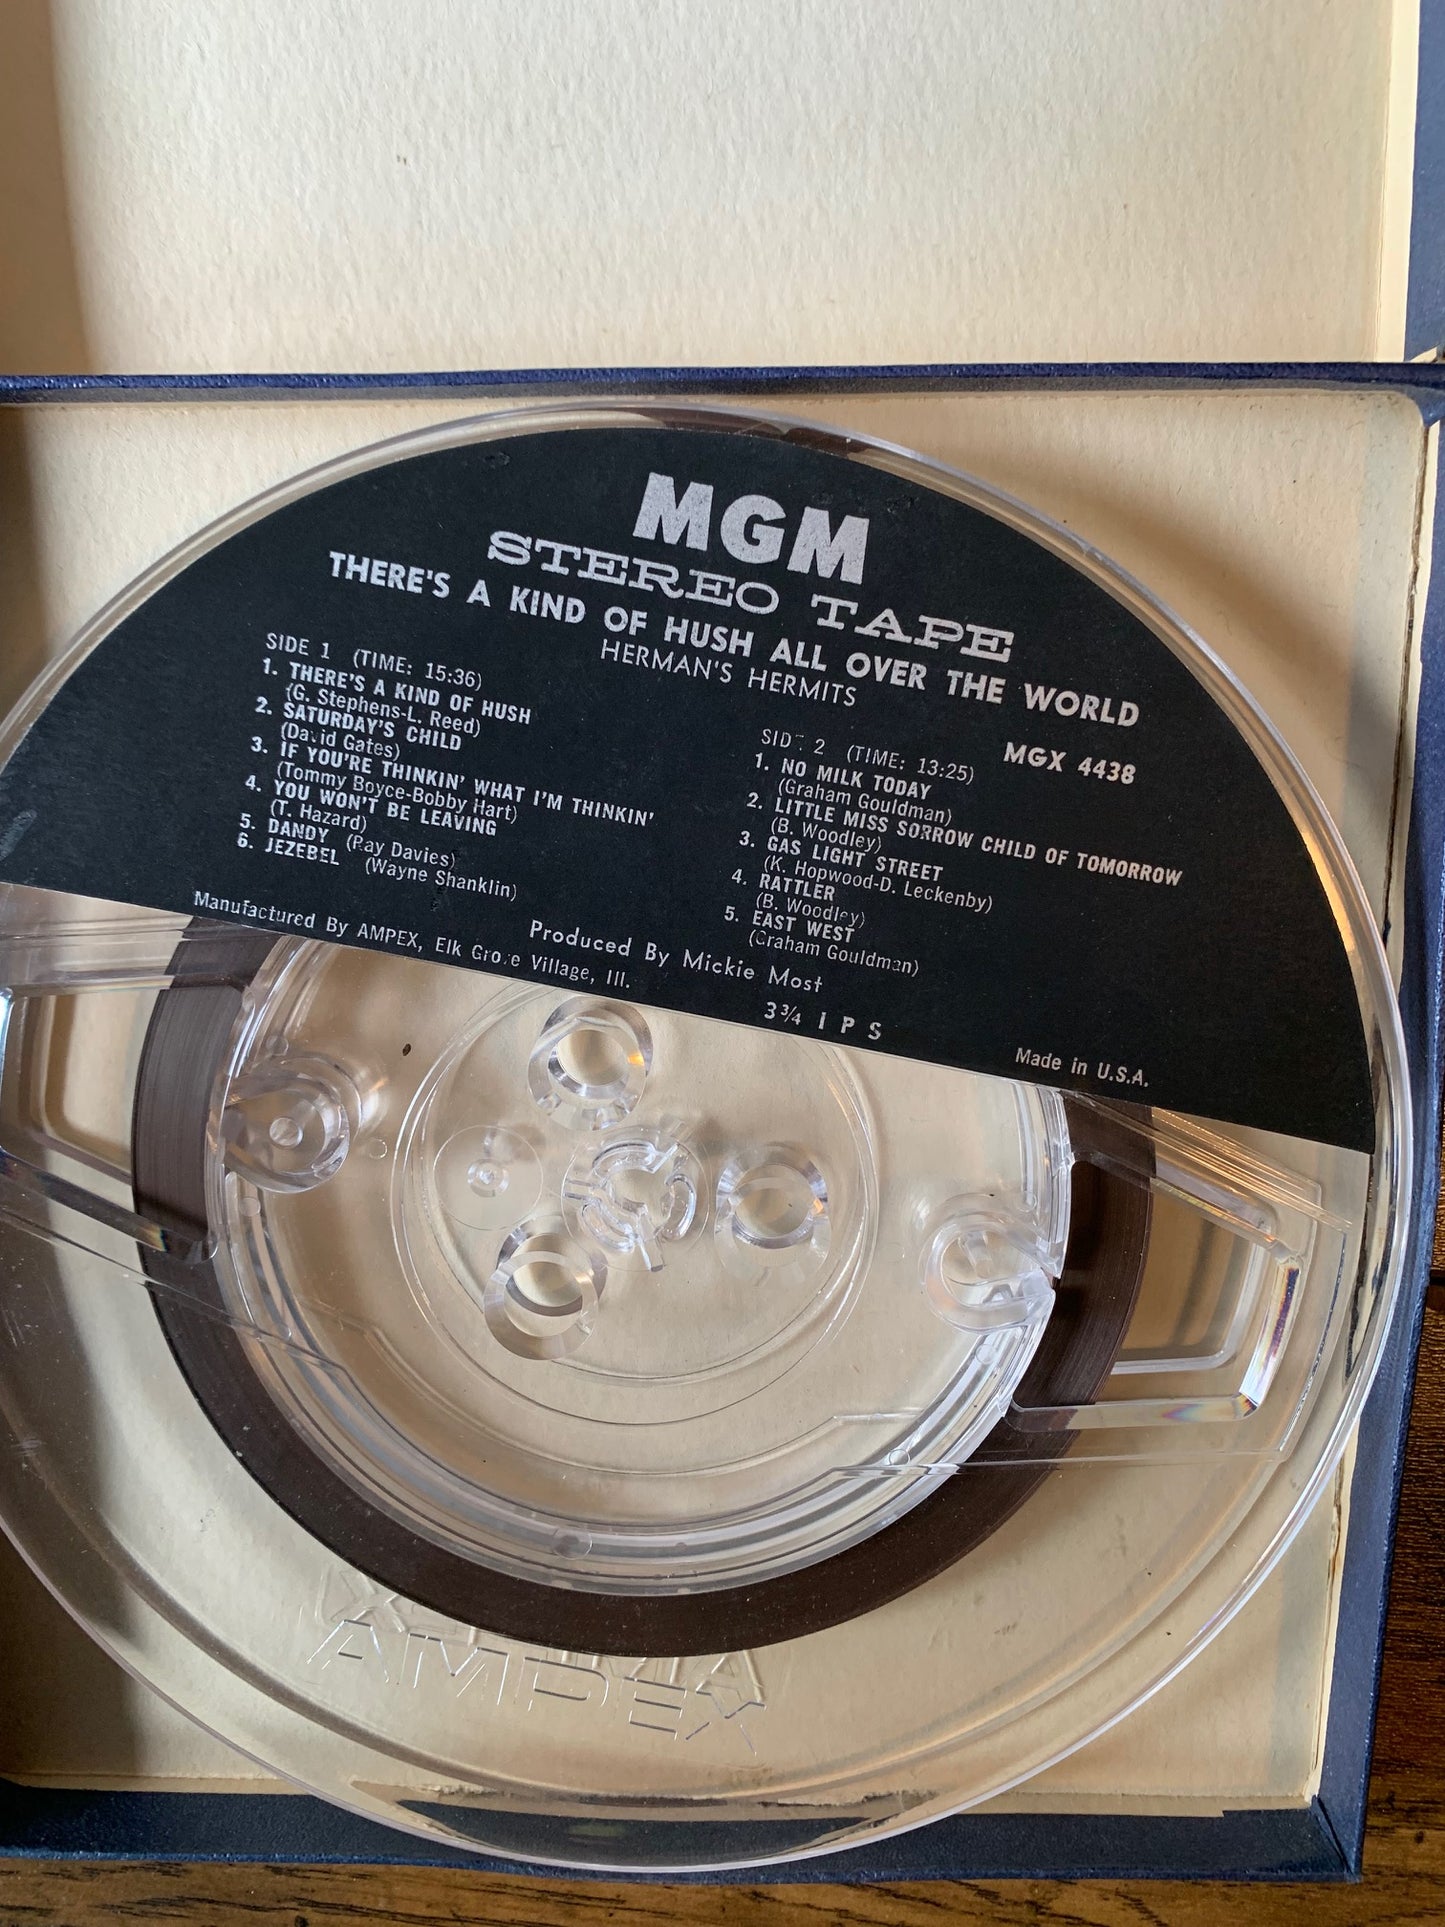 MGM
STEREO TAPE
THERE'S A KIND OF HUSH ALL OVER THE WORLD
HERMAN'S HERMITS
SIDE 1 (TIME: 15:36)
1. THERE'S A KIND OF HUSH
(G. Stephens-L. Reed)
2. SATURDAY'S CHILD
(David Gates)
3. IF YOU'RE THINKIN' WHAT I'M THINKIN'
(Tommy Boyce-Bobby Hart)
4. YOU WON'T BE LEAVING
(T. Hazard)
5. DANDY (Ray Davies)
6. JEZEBEL (Wayne Shanklin)
MGX 4438
SIDE 2 (TIME: 13:25)
1. NO MILK TODAY
(Graham Gouldman)
2. LITTLE MISS SORROW CHILD OF TOMORROW
(B. Woodley)
3. GAS LIGHT STREET
(K. Hopwood-D. Leckenby)
4. RATTLER
(B. Woodley)
5. EAST WEST
(Graham Gouldman)
Produced By Mickie Most
Manufactured By AMPEX, Elk Grove Village, Ill.
3¾ IPS
Made in U.S.A.
AMPEX
AMPEX